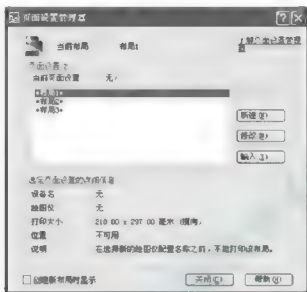 页面设置管理器
当前布局 布局1
页面设置
当前页面设置 无
*布局1*
*布局2*
*布局3*
新建(N)
修改(M)
输入(I)
选定页面设置的详细信息
设备名 无
绘图仪 无
打印大小 210.00 x 297.00 毫米 (横向)
位置 不可用
说明 在选择新的绘图仪配置名称之前，不能打印该布局。
创建新布局时显示
关闭(C) 帮助(H)